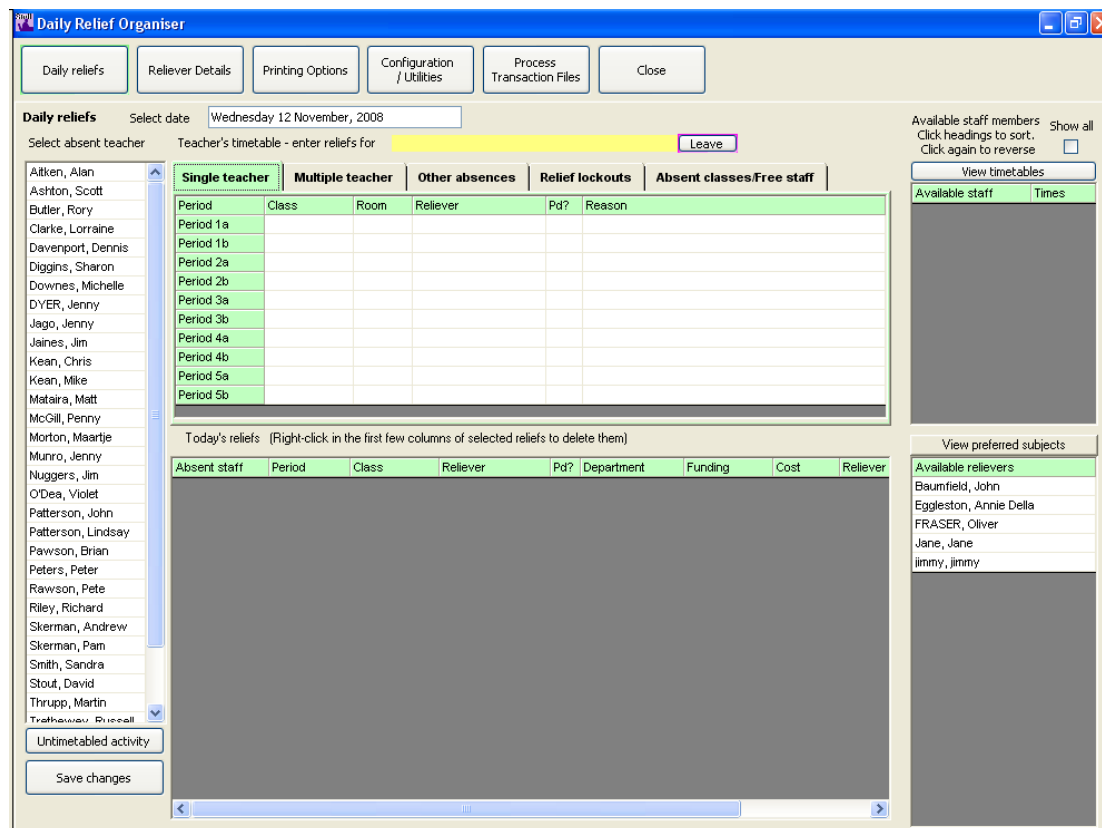 Daily Relief Organiser
Daily reliefs
Reliever Details
Printing Options
Configuration
/ Utilities
Process
Transaction Files
Close
Daily reliefs Select date Wednesday 12 November, 2008
Select absent teacher Teacher's timetable - enter reliefs for Leave
Available staff members
Click headings to sort.
Click again to reverse
Show all
View timetables
Available staff Times
Aitken, Alan
Ashton, Scott
Butler, Rory
Clarke, Lorraine
Davenport, Dennis
Diggins, Sharon
Downes, Michelle
DYER, Jenny
Jago, Jenny
Jaines, Jim
Kean, Chris
Kean, Mike
Mataira, Matt
McGill, Penny
Morton, Maartje
Munro, Jenny
Nuggers, Jim
O'Dea, Violet
Patterson, John
Patterson, Lindsay
Pawson, Brian
Peters, Peter
Rawson, Pete
Riley, Richard
Skerman, Andrew
Skerman, Pam
Smith, Sandra
Stout, David
Thrupp, Martin
Tretheway, Russell
Untimetabled activity
Save changes
Single teacher Multiple teacher Other absences Relief lockouts Absent classes/Free staff
Period Class Room Reliever Pd? Reason
Period 1a
Period 1b
Period 2a
Period 2b
Period 3a
Period 3b
Period 4a
Period 4b
Period 5a
Period 5b
Today's reliefs (Right-click in the first few columns of selected reliefs to delete them)
Absent staff Period Class Reliever Pd? Department Funding Cost Reliever
View preferred subjects
Available relievers
Baumfield, John
Eggleston, Annie Della
FRASER, Oliver
Jane, Jane
jimmy, jimmy